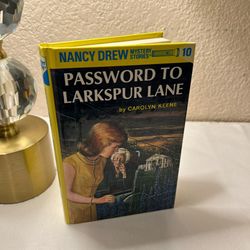 NANCY DREW MYSTERY STORIES 10
PASSWORD TO
LARKSPUR LANE
by CAROLYN KEENE